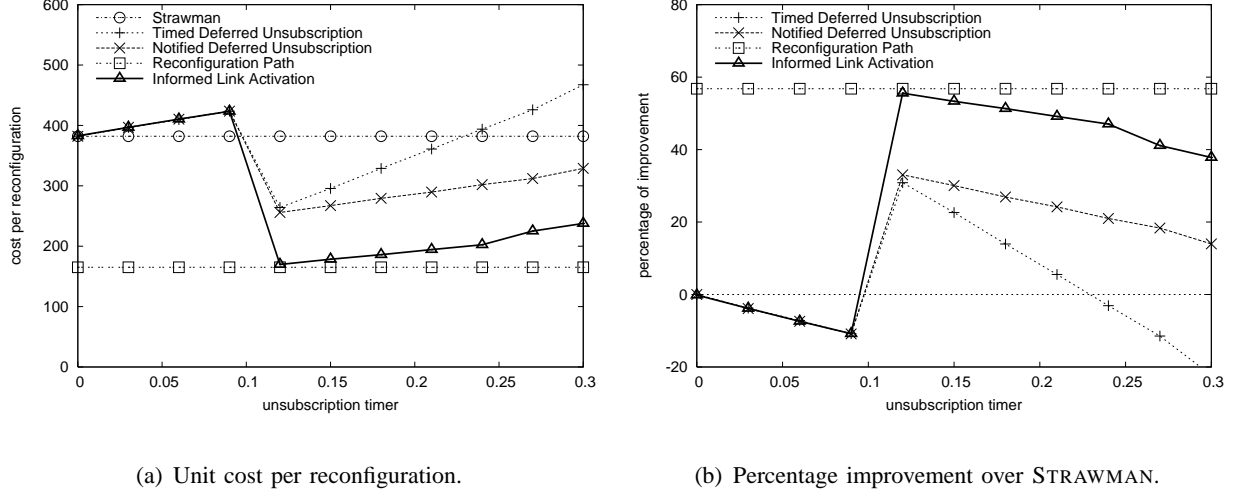 600
500
400
300
200
100
0
cost per reconfiguration
Strawman
Timed Deferred Unsubscription
Notified Deferred Unsubscription
Reconfiguration Path
Informed Link Activation
0 0.05 0.1 0.15 0.2 0.25 0.3
unsubscription timer
(a) Unit cost per reconfiguration.
80
60
40
20
0
-20
percentage of improvement
Timed Deferred Unsubscription
Notified Deferred Unsubscription
Reconfiguration Path
Informed Link Activation
0 0.05 0.1 0.15 0.2 0.25 0.3
unsubscription timer
(b) Percentage improvement over STRAWMAN.